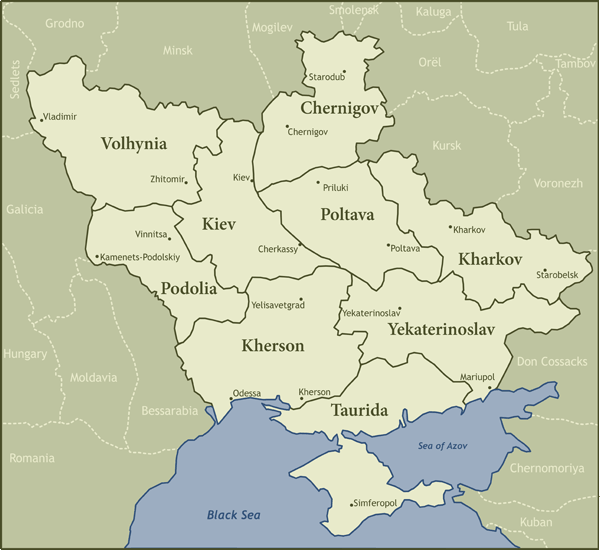 Smolensk
Grodno
Mogilev
Kaluga
Tula
Minsk
Sedlets
Orël
Tambov
Starodub
Chernigov
Vladimir
Chernigov
Volhynia
Kursk
Zhitomir
Kiev
Priluki
Voronezh
Galicia
Poltava
Kiev
Kharkov
Vinnitsa
Cherkassy
Poltava
Kamenets-Podolskiy
Kharkov
Starobelsk
Podolia
Yelisavetgrad
Yekaterinoslav
Yekaterinoslav
Kherson
Hungary
Don Cossacks
Moldavia
Mariupol
Odessa
Kherson
Bessarabia
Taurida
Sea of Azov
Romania
Chernomoriya
Simferopol
Black Sea
Kuban